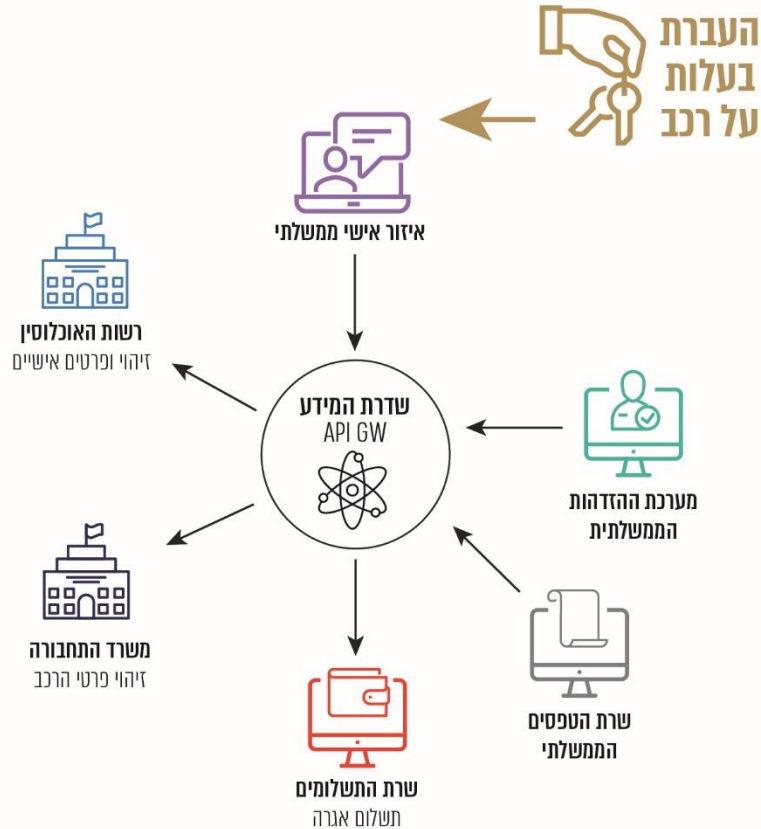 העברת
בעלות
על רכב
איזור אישי ממשלתי
רשות האוכלוסין
זיהוי ופרטים אישיים
שדרת המידע
API GW
מערכת ההזדהות
הממשלתית
משרד התחבורה
זיהוי פרטי הרכב
שרת הטפסים
הממשלתי
שרת התשלומים
תשלום אגרה